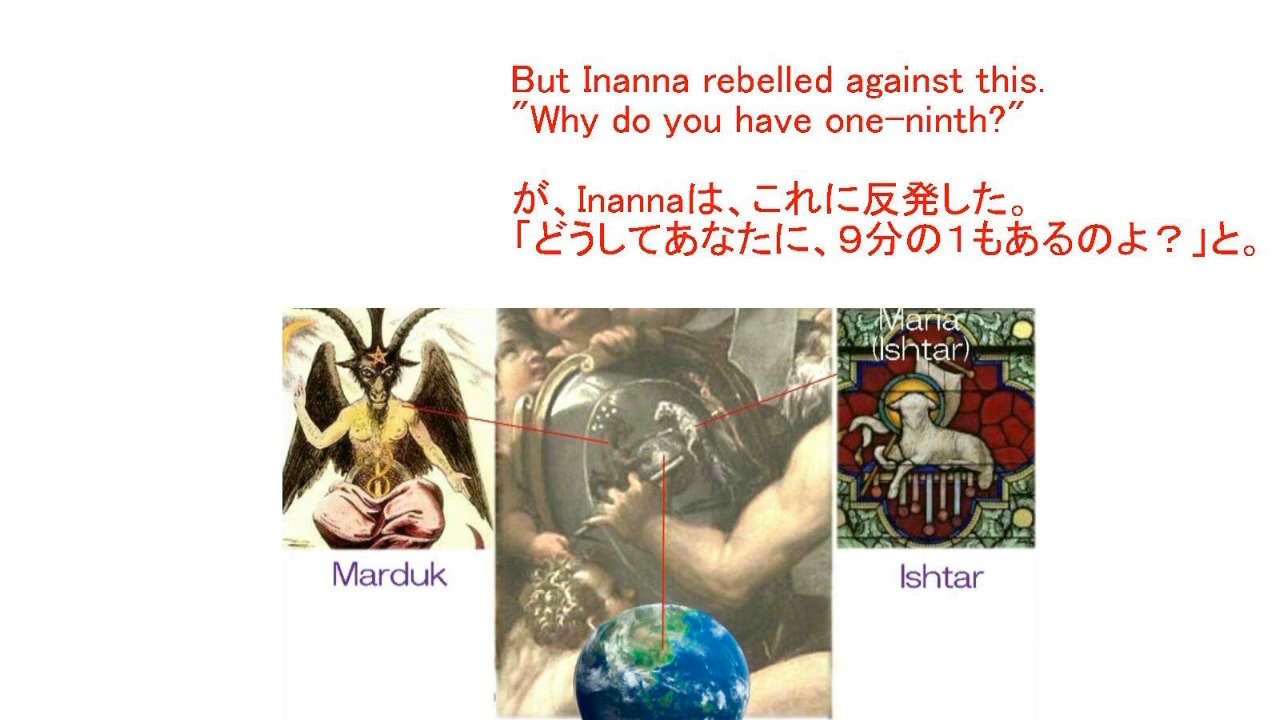 But Inanna rebelled against this.
"Why do you have one-ninth?"
が、Inannaは、これに反発した。
「どうしてあなたに、９分の１もあるのよ？」と。
Maria
(Ishtar)
Marduk
Ishtar